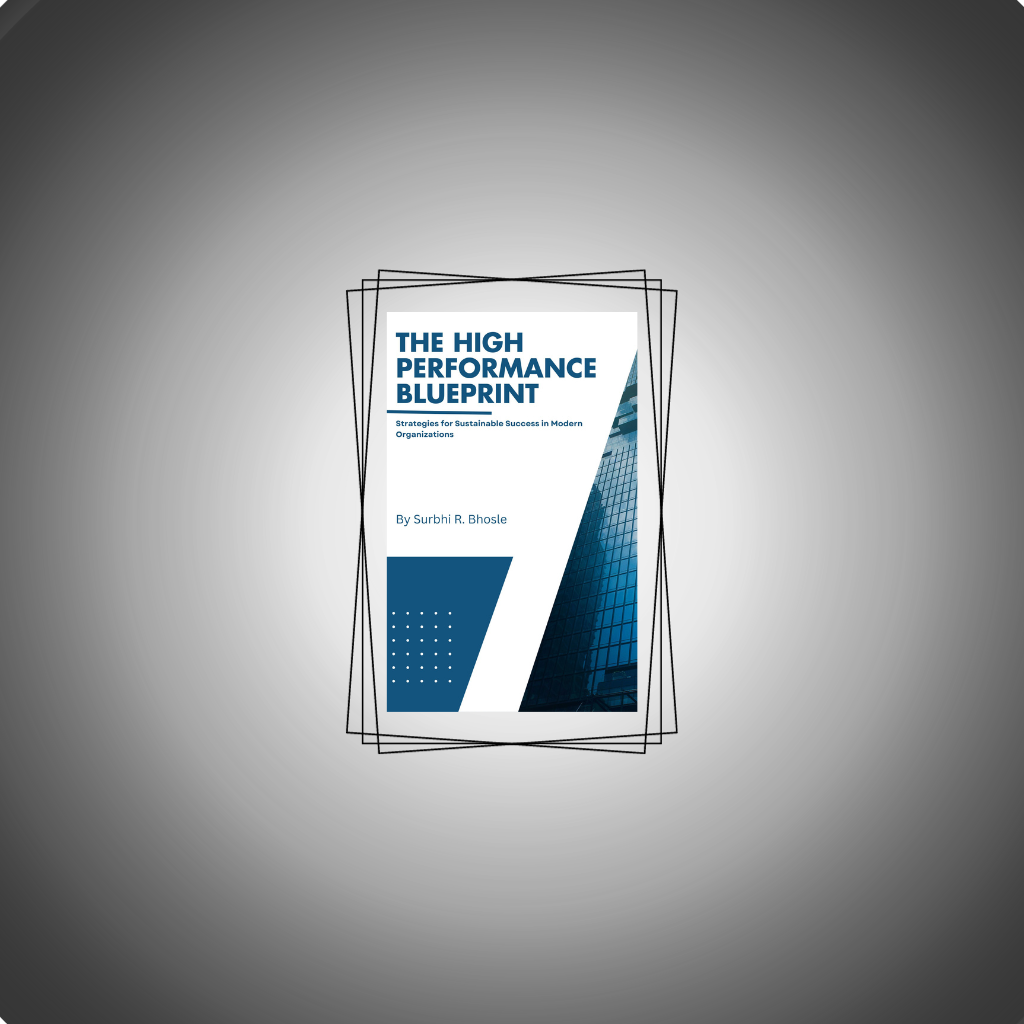 THE HIGH
PERFORMANCE
BLUEPRINT
Strategies for Sustainable Success in Modern
Organizations
By Surbhi R. Bhosle